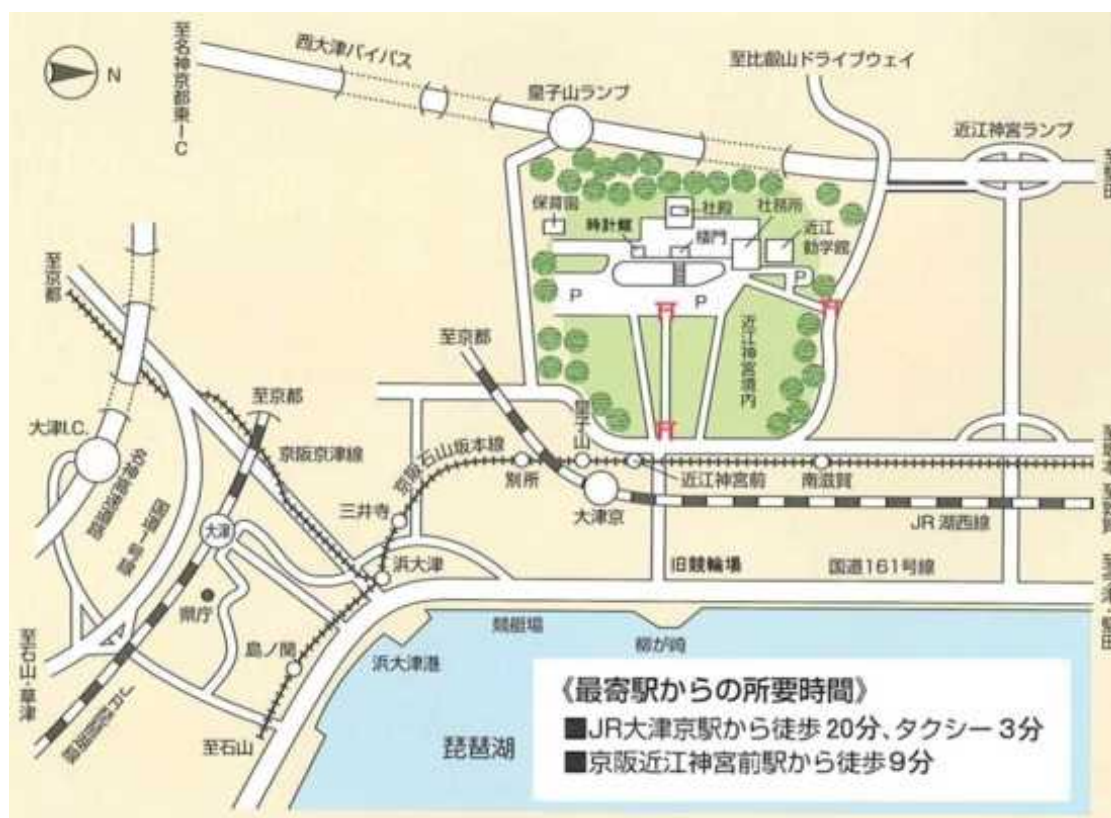 至名神京都東IC
N
西大津バイパス
皇子山ランプ
至比叡山ドライブウェイ
近江神宮ランプ
至堅田
保育園
社殿
社務所
時計館
楼門
近江
勧学館
P
P
P
近江神宮境内
至京都
至京都
至京都
大津I.C.
京阪京津線
京阪石山坂本線
皇子山
別所
近江神宮前
南滋賀
大津京
JR湖西線
三井寺
国道1号線
大津
浜大津
旧競輪場
国道161号線
県庁
島ノ関
浜大津港
競艇場
柳が崎
至石山・草津
至石山
琵琶湖
《最寄駅からの所要時間》
■JR大津京駅から徒歩20分、タクシー3分
■京阪近江神宮前駅から徒歩9分